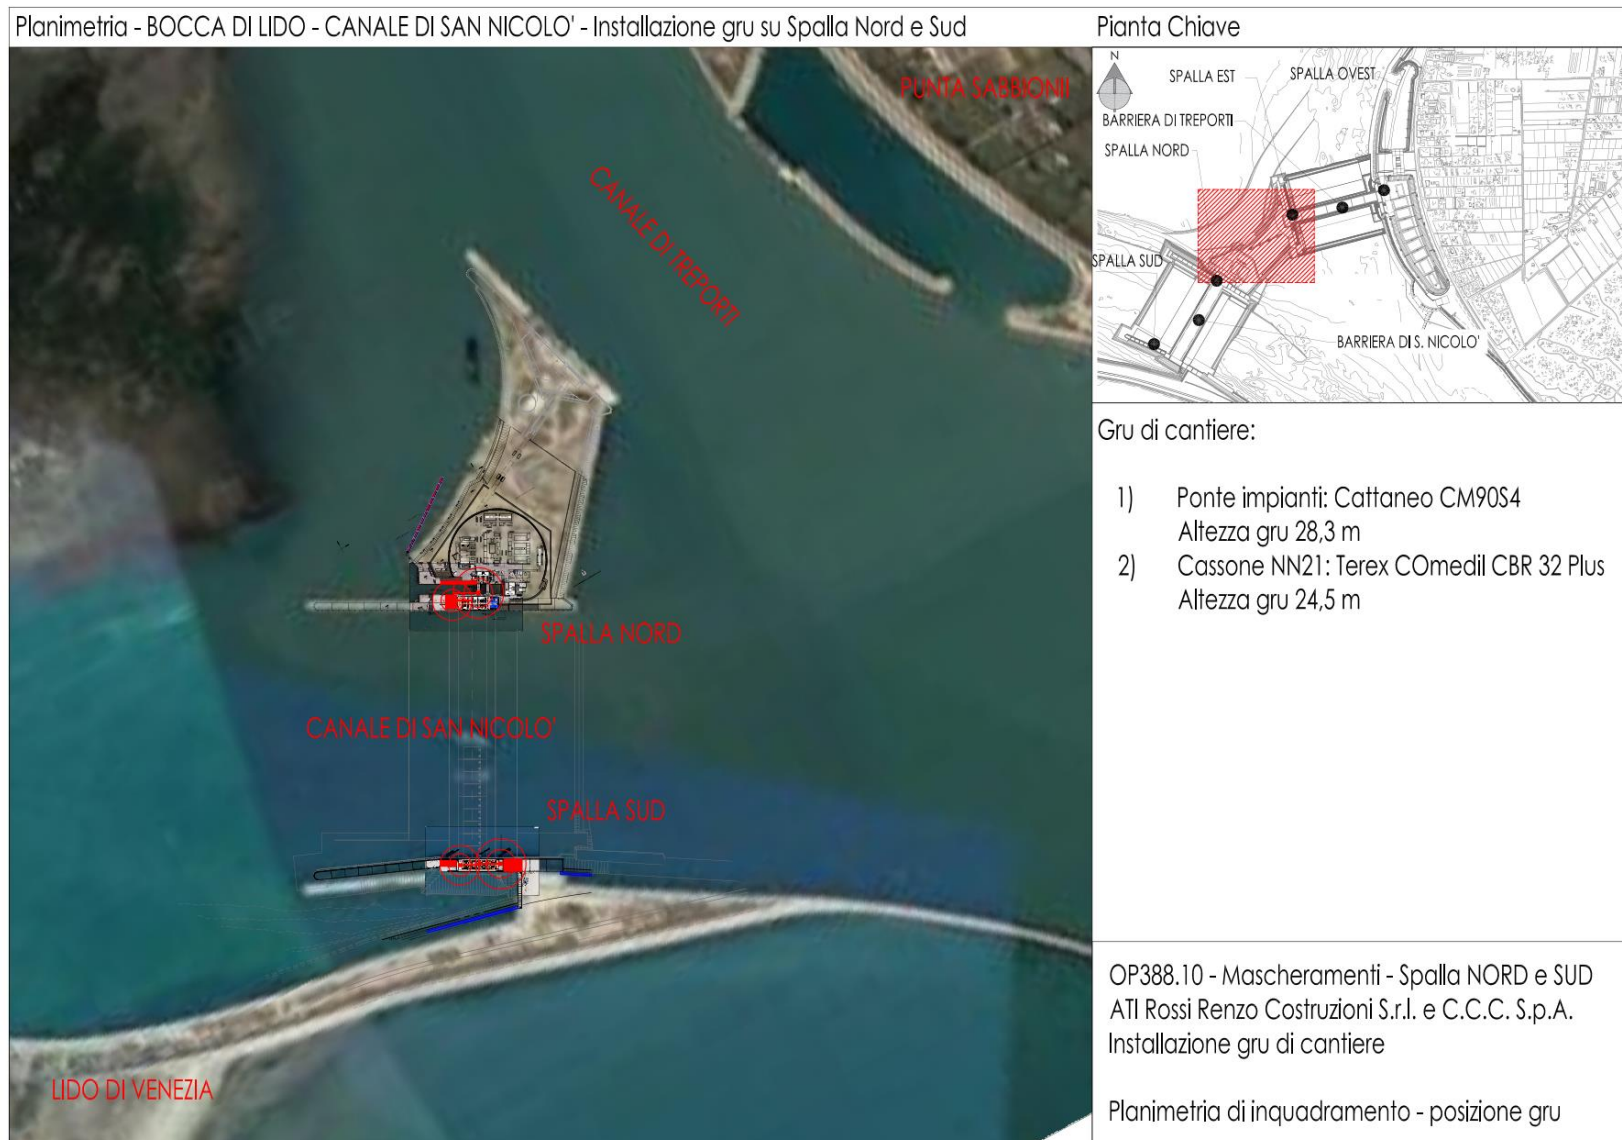 Planimetria - BOCCA DI LIDO - CANALE DI SAN NICOLO' - Installazione gru su Spalla Nord e Sud
PUNTA SABBIONII
CANALE DI TREPORTI
SPALLA NORD
CANALE DI SAN NICOLO'
SPALLA SUD
LIDO DI VENEZIA
Pianta Chiave
N
SPALLA EST
SPALLA OVEST
BARRIERA DI TREPORTI
SPALLA NORD
SPALLA SUD
BARRIERA DI S. NICOLO'
Gru di cantiere:
1) Ponte impianti: Cattaneo CM90S4
Altezza gru 28,3 m
2) Cassone NN21: Terex COmedil CBR 32 Plus
Altezza gru 24,5 m
OP388.10 - Mascheramenti - Spalla NORD e SUD
ATI Rossi Renzo Costruzioni S.r.l. e C.C.C. S.p.A.
Installazione gru di cantiere
Planimetria di inquadramento - posizione gru